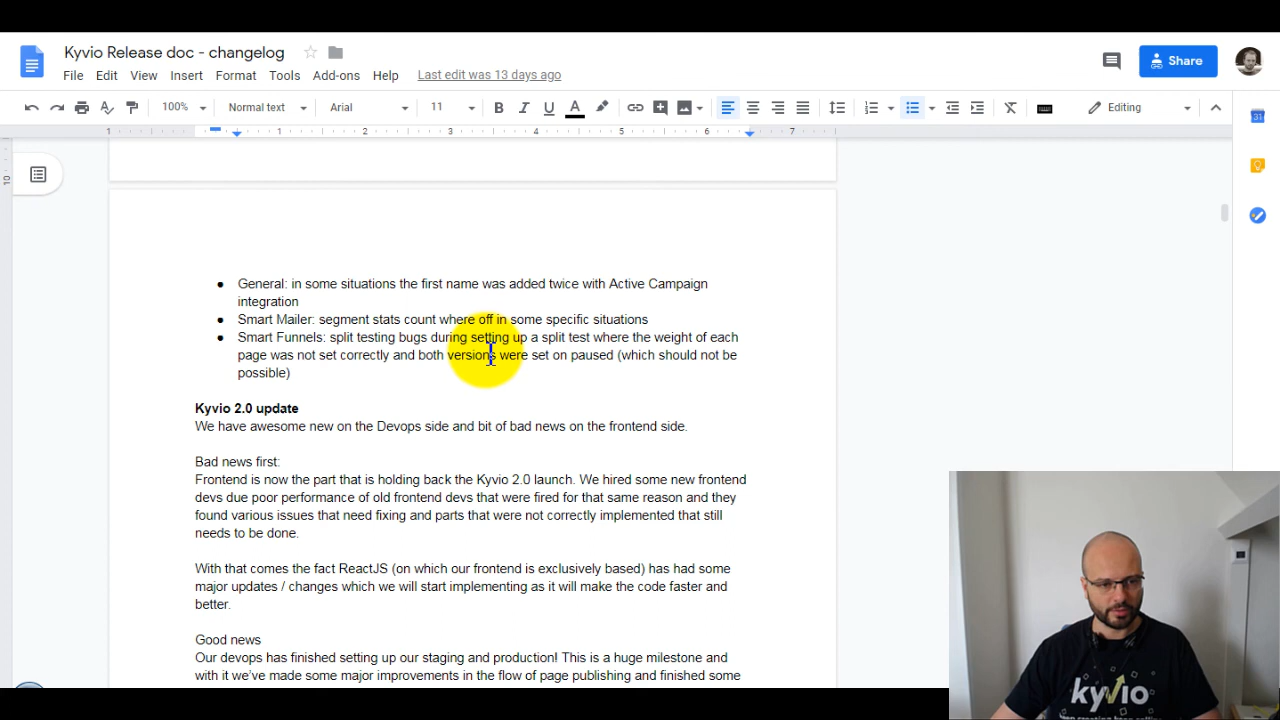 Kyvio Release doc - changelog
File Edit View Insert Format Tools Add-ons Help Last edit was 13 days ago
Share
100% Normal text Arial 11 B I U A Editing
1 1 2 3 4 5 6 7
10
31
● General: in some situations the first name was added twice with Active Campaign
integration
● Smart Mailer: segment stats count where off in some specific situations
● Smart Funnels: split testing bugs during setting up a split test where the weight of each
page was not set correctly and both versions were set on paused (which should not be
possible)
Kyvio 2.0 update
We have awesome new on the Devops side and bit of bad news on the frontend side.
Bad news first:
Frontend is now the part that is holding back the Kyvio 2.0 launch. We hired some new frontend
devs due poor performance of old frontend devs that were fired for that same reason and they
found various issues that need fixing and parts that were not correctly implemented that still
needs to be done.
With that comes the fact ReactJS (on which our frontend is exclusively based) has had some
major updates / changes which we will start implementing as it will make the code faster and
better.
Good news
Our devops has finished setting up our staging and production! This is a huge milestone and
with it we've made some major improvements in the flow of page publishing and finished some
kyvio